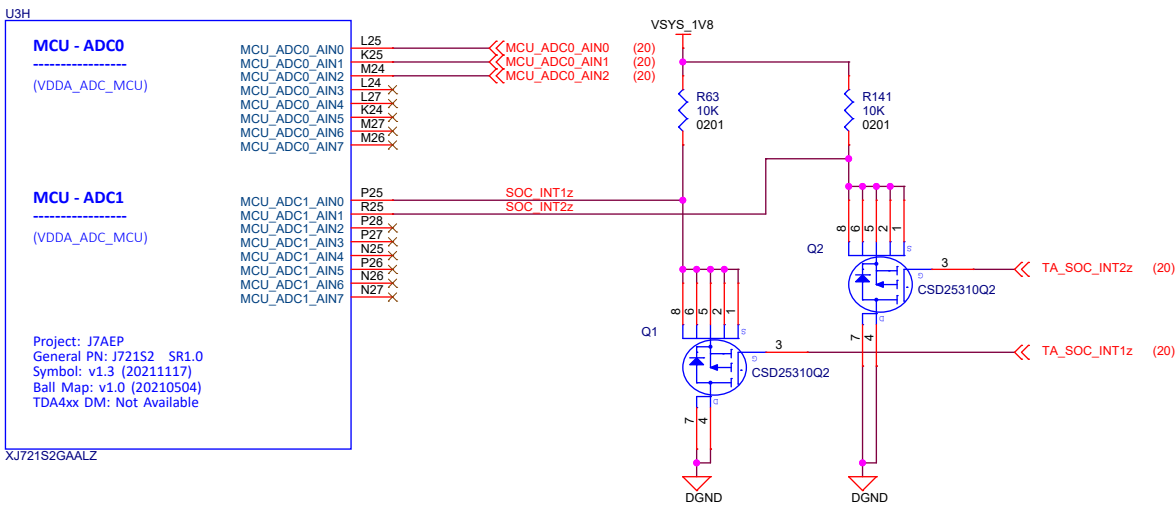 U3H
MCU - ADC0
-----------------
(VDDA_ADC_MCU)
MCU_ADC0_AIN0 L25 MCU_ADC0_AIN0 (20)
MCU_ADC0_AIN1 K25 MCU_ADC0_AIN1 (20)
MCU_ADC0_AIN2 M24 MCU_ADC0_AIN2 (20)
MCU_ADC0_AIN3 L24
MCU_ADC0_AIN4 L27
MCU_ADC0_AIN5 K24
MCU_ADC0_AIN6 M27
MCU_ADC0_AIN7 M26
VSYS_1V8
R63
10K
0201
R141
10K
0201
MCU - ADC1
-----------------
(VDDA_ADC_MCU)
MCU_ADC1_AIN0 P25 SOC_INT1z
MCU_ADC1_AIN1 R25 SOC_INT2z
MCU_ADC1_AIN2 P28
MCU_ADC1_AIN3 P27
MCU_ADC1_AIN4 N25
MCU_ADC1_AIN5 P26
MCU_ADC1_AIN6 N26
MCU_ADC1_AIN7 N27
8 6 5 2 1
S
Q2
G
3
TA_SOC_INT2z (20)
CSD25310Q2
D
7 4
8 6 5 2 1
S
Q1
G
3
TA_SOC_INT1z (20)
CSD25310Q2
D
7 4
DGND
DGND
Project: J7AEP
General PN: J721S2 SR1.0
Symbol: v1.3 (20211117)
Ball Map: v1.0 (20210504)
TDA4xx DM: Not Available
XJ721S2GAALZ